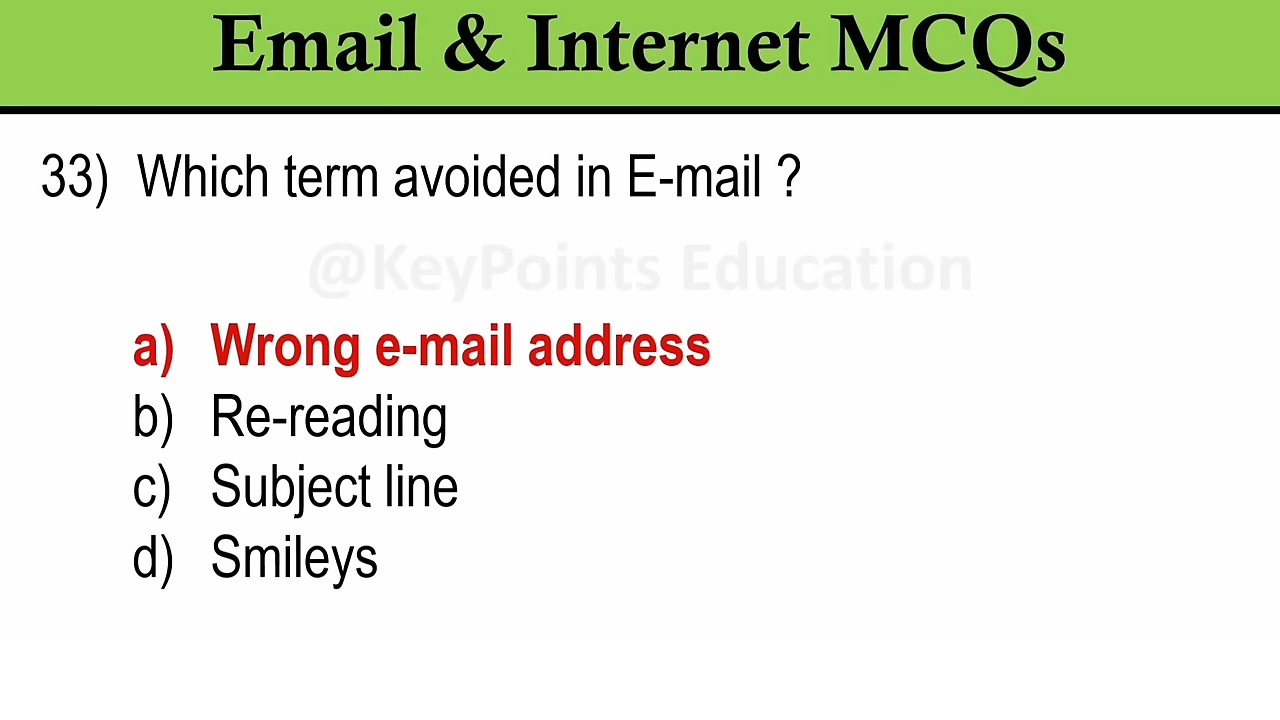 Email & Internet MCQs
33) Which term avoided in E-mail ?
@KeyPoints Education
a) Wrong e-mail address
b) Re-reading
c) Subject line
d) Smileys